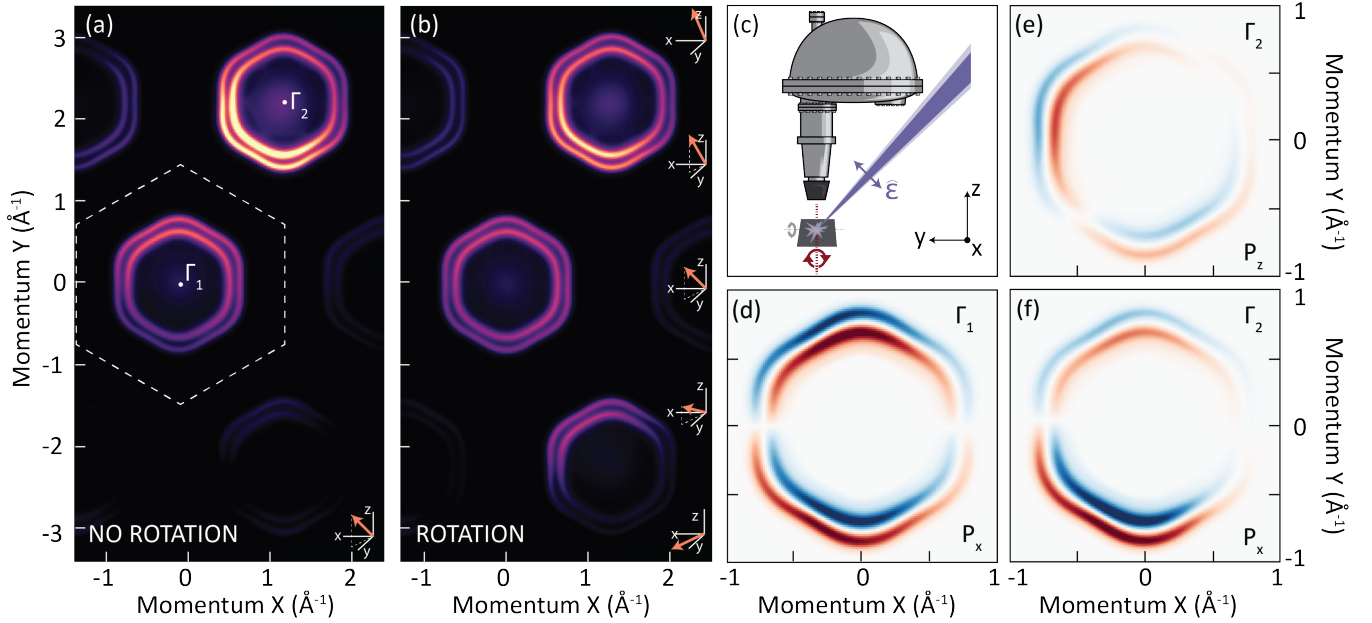 (a)
Γ2
Γ1
NO ROTATION
z
x
y
3
2
1
0
-1
-2
-3
Momentum Y (Å-1)
-1
0
1
2
Momentum X (Å-1)
(b)
ROTATION
z
x
y
z
x
y
z
x
y
z
x
y
z
x
y
-1
0
1
2
Momentum X (Å-1)
(c)
ε̂
z
y
x
(d)
Γ1
Px
-1
0
1
Momentum X (Å-1)
(e)
Γ2
Pz
1
0
-1
Momentum Y (Å-1)
(f)
Γ2
Px
1
0
-1
Momentum Y (Å-1)
-1
0
1
Momentum X (Å-1)